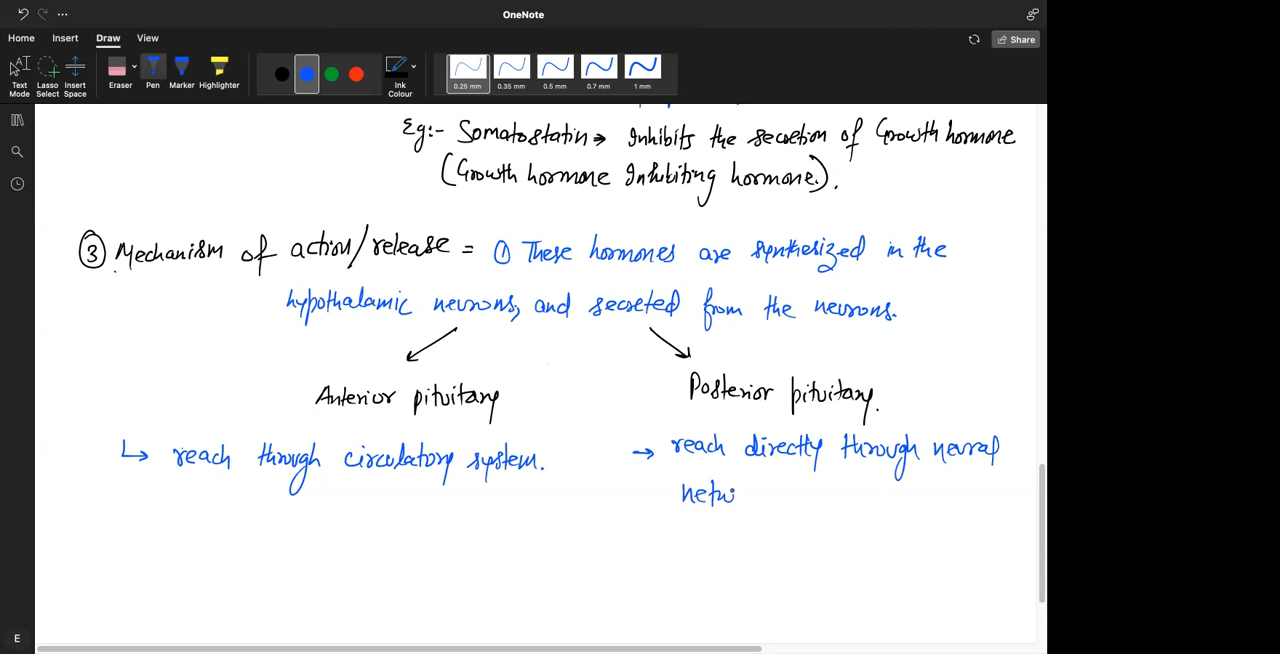 OneNote
Home Insert Draw View
Share
Text Mode
Lasso Select
Insert Space
Eraser
Pen
Marker
Highlighter
Ink Colour
0.25 mm 0.35 mm 0.5 mm 0.7 mm 1 mm
Eg:- Somatostatin → Inhibits the secretion of Growth hormone
(Growth hormone Inhibiting hormone).
③ Mechanism of action/release = ① These hormones are synthesized in the
hypothalamic neurons, and secreted from the neurons.
Anterior pituitary Posterior pituitary.
↳ reach through circulatory system. → reach directly through neural
netw
E